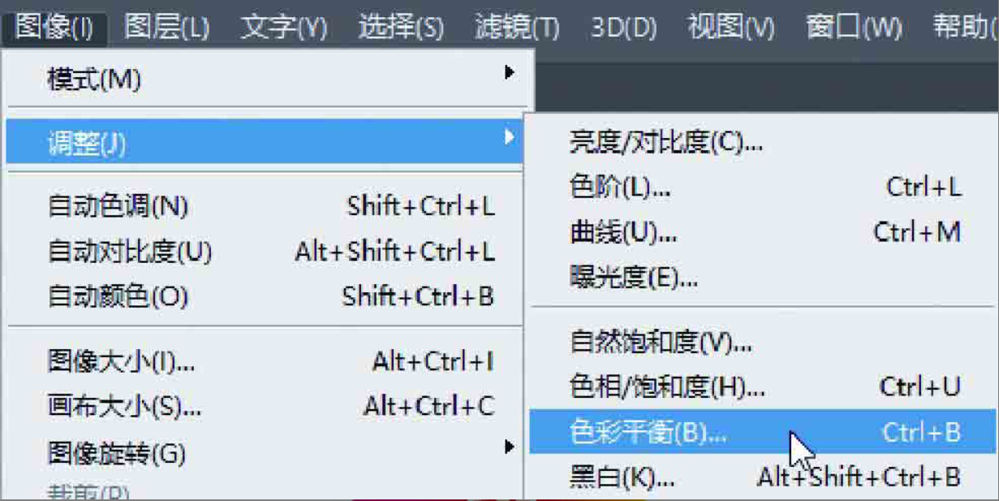 图像(I) 图层(L) 文字(Y) 选择(S) 滤镜(T) 3D(D) 视图(V) 窗口(W) 帮助(
模式(M)
调整(J)
自动色调(N) Shift+Ctrl+L
自动对比度(U) Alt+Shift+Ctrl+L
自动颜色(O) Shift+Ctrl+B
图像大小(I)... Alt+Ctrl+I
画布大小(S)... Alt+Ctrl+C
图像旋转(G)
裁剪(P)
亮度/对比度(C)...
色阶(L)... Ctrl+L
曲线(U)... Ctrl+M
曝光度(E)...
自然饱和度(V)...
色相/饱和度(H)... Ctrl+U
色彩平衡(B)... Ctrl+B
黑白(K)... Alt+Shift+Ctrl+B